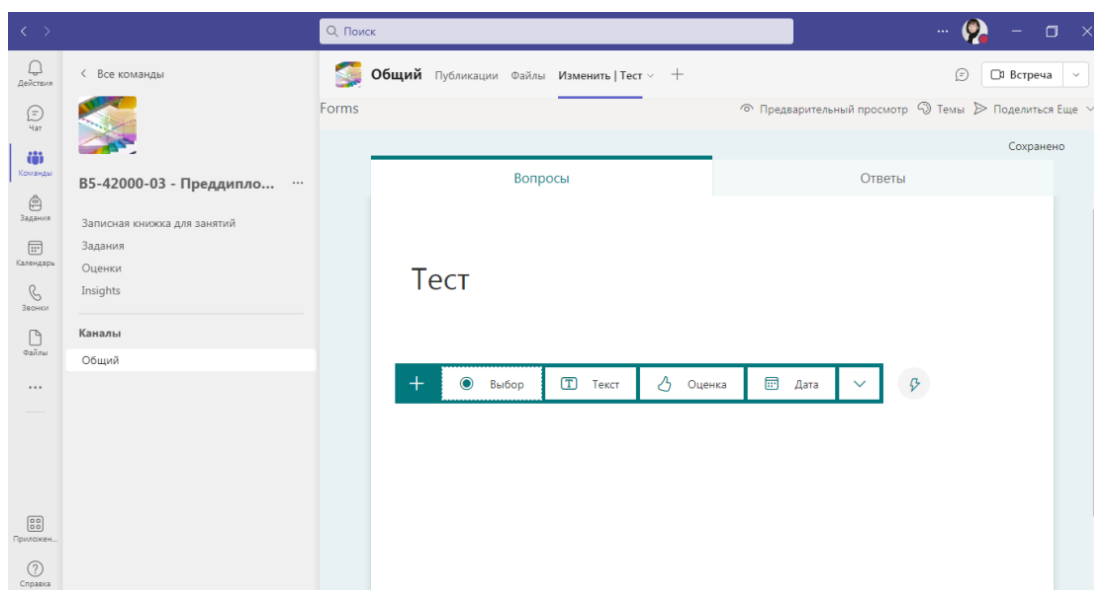 Поиск
Действия
Чат
Команды
Задания
Календарь
Звонки
Файлы
Приложен...
Справка
Все команды
B5-42000-03 - Преддипло...
Записная книжка для занятий
Задания
Оценки
Insights
Каналы
Общий
Общий Публикации Файлы Изменить | Тест
Встреча
Forms Предварительный просмотр Темы Поделиться Еще
Сохранено
Вопросы Ответы
Тест
Выбор Текст Оценка Дата